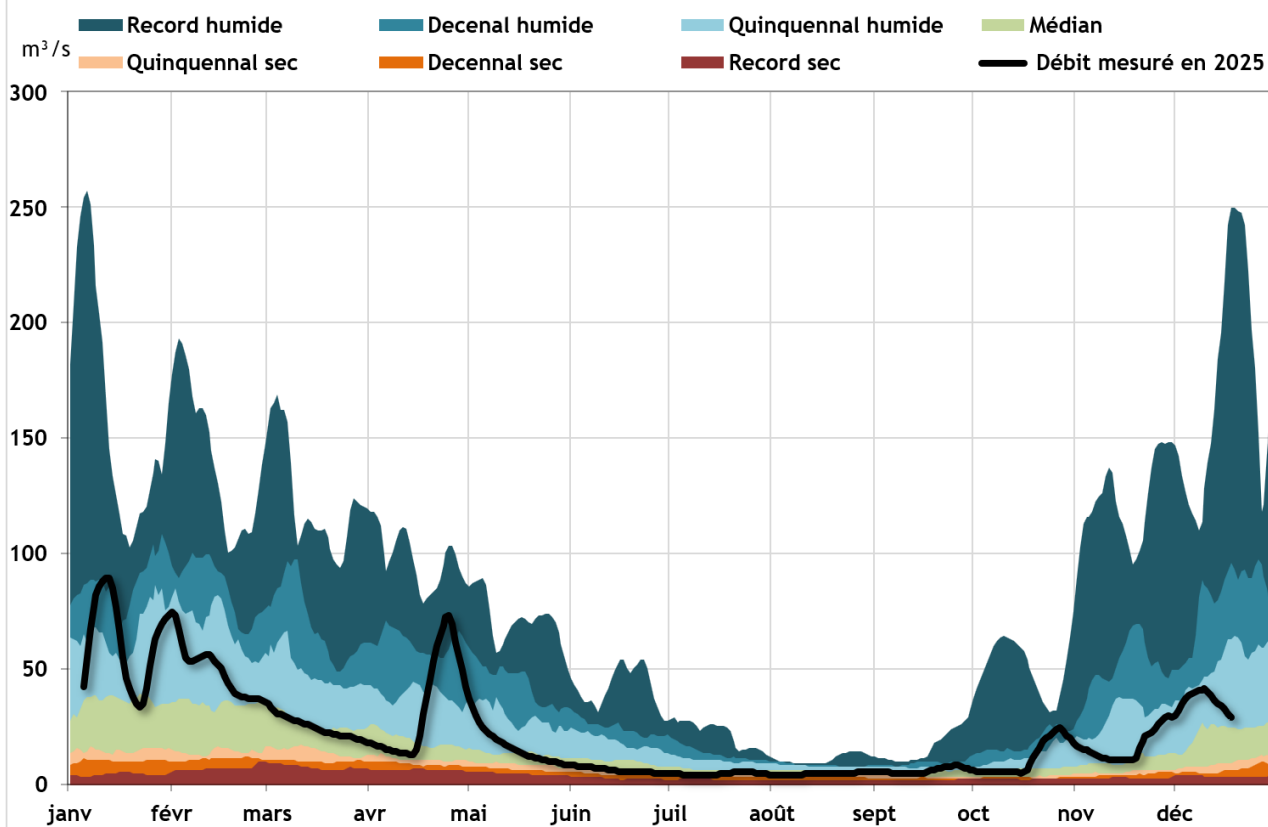 Record humide Decenal humide Quinquennal humide Médian
m³/s
Quinquennal sec Decennal sec Record sec Débit mesuré en 2025
300
250
200
150
100
50
0
janv févr mars avr mai juin juil août sept oct nov déc